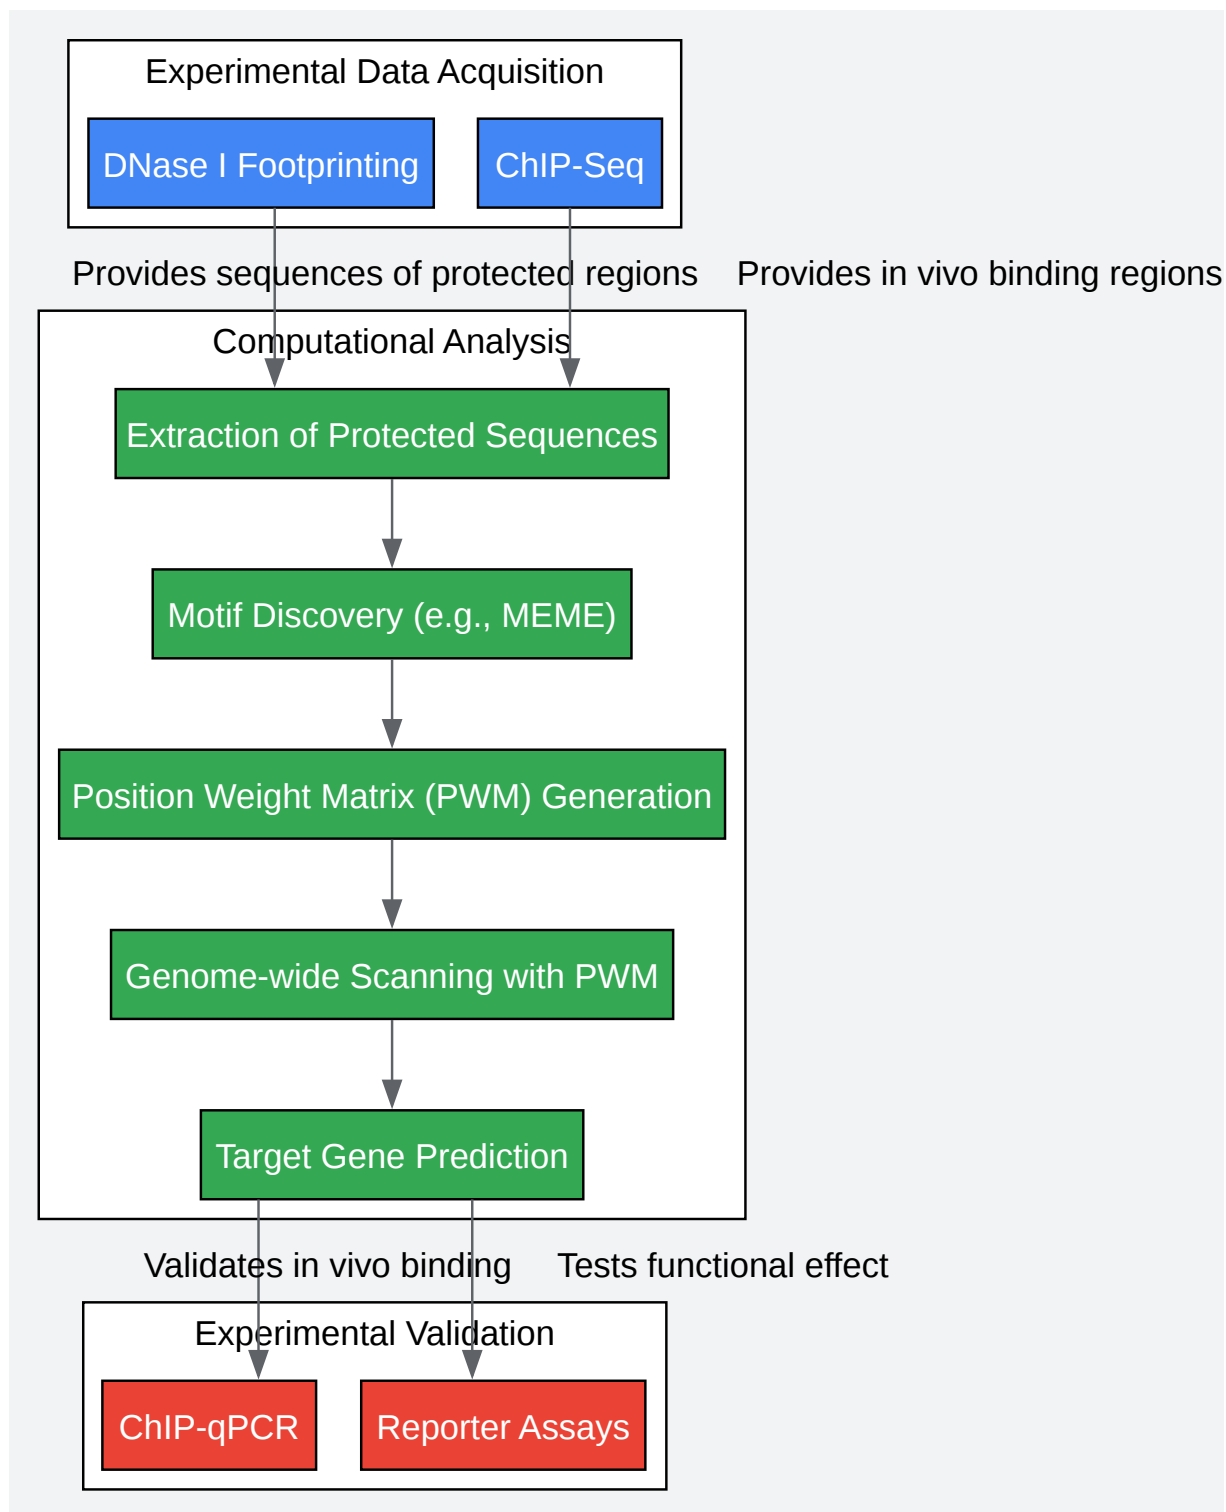 Experimental Data Acquisition
DNase I Footprinting
ChIP-Seq
Provides sequences of protected regions
Provides in vivo binding regions
Computational Analysis
Extraction of Protected Sequences
Motif Discovery (e.g., MEME)
Position Weight Matrix (PWM) Generation
Genome-wide Scanning with PWM
Target Gene Prediction
Validates in vivo binding
Tests functional effect
Experimental Validation
ChIP-qPCR
Reporter Assays